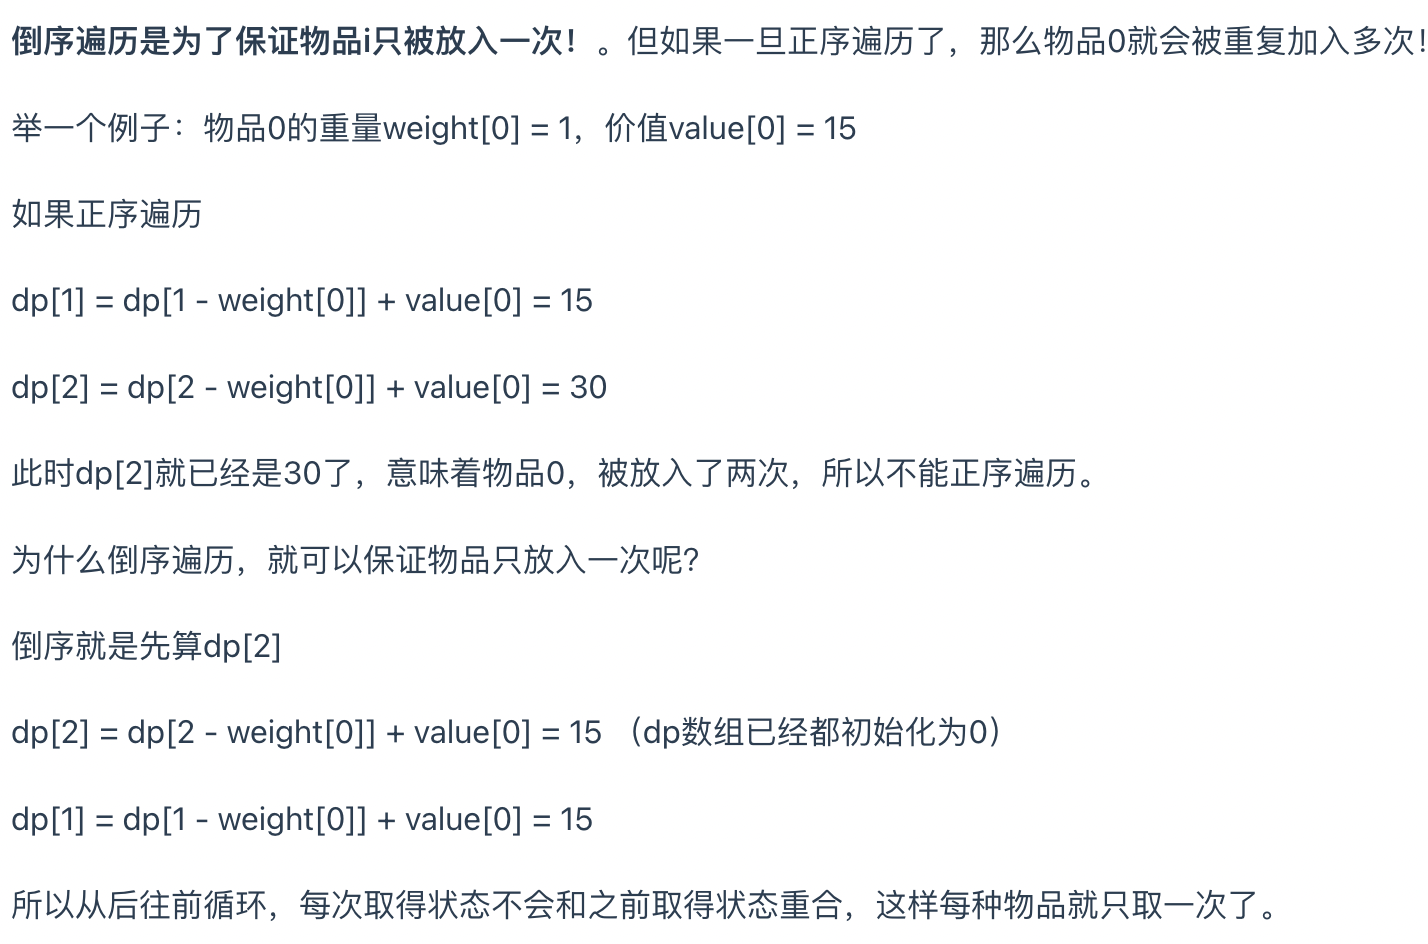 倒序遍历是为了保证物品i只被放入一次！。但如果一旦正序遍历了，那么物品0就会被重复加入多次！
举一个例子：物品0的重量weight[0] = 1，价值value[0] = 15
如果正序遍历
dp[1] = dp[1 - weight[0]] + value[0] = 15
dp[2] = dp[2 - weight[0]] + value[0] = 30
此时dp[2]就已经是30了，意味着物品0，被放入了两次，所以不能正序遍历。
为什么倒序遍历，就可以保证物品只放入一次呢？
倒序就是先算dp[2]
dp[2] = dp[2 - weight[0]] + value[0] = 15 （dp数组已经都初始化为0）
dp[1] = dp[1 - weight[0]] + value[0] = 15
所以从后往前循环，每次取得状态不会和之前取得状态重合，这样每种物品就只取一次了。